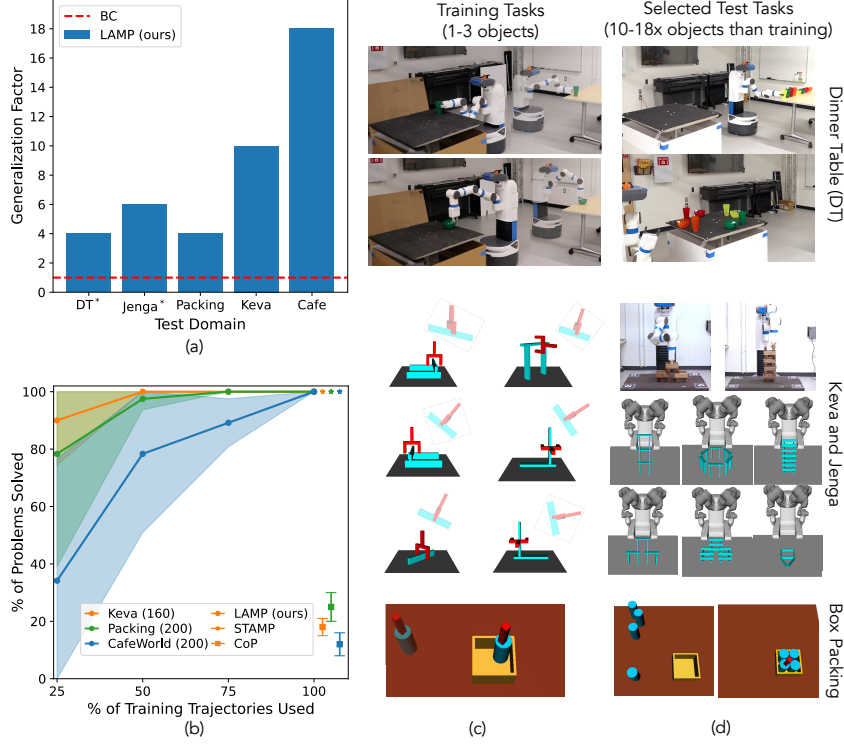 BC
LAMP (ours)
Generalization Factor
18
16
14
12
10
8
6
4
2
0
DT*
Jenga*
Packing
Keva
Cafe
Test Domain
(a)
% of Problems Solved
100
80
60
40
20
0
Keva (160)
Packing (200)
CafeWorld (200)
LAMP (ours)
STAMP
CoP
25
50
75
100
% of Training Trajectories Used
(b)
Training Tasks
(1-3 objects)
(c)
Selected Test Tasks
(10-18x objects than training)
Dinner Table (DT)
Keva and Jenga
Box Packing
(d)